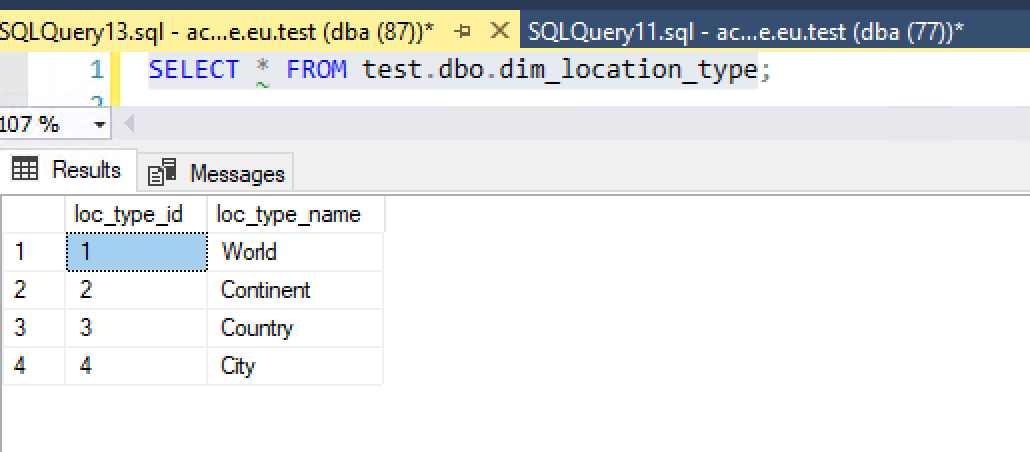 SQLQuery13.sql - ac...e.eu.test (dba (87))* SQLQuery11.sql - ac...e.eu.test (dba (77))*
1 SELECT * FROM test.dbo.dim_location_type;
2
107 %
Results Messages
loc_type_id loc_type_name
1 1 World
2 2 Continent
3 3 Country
4 4 City